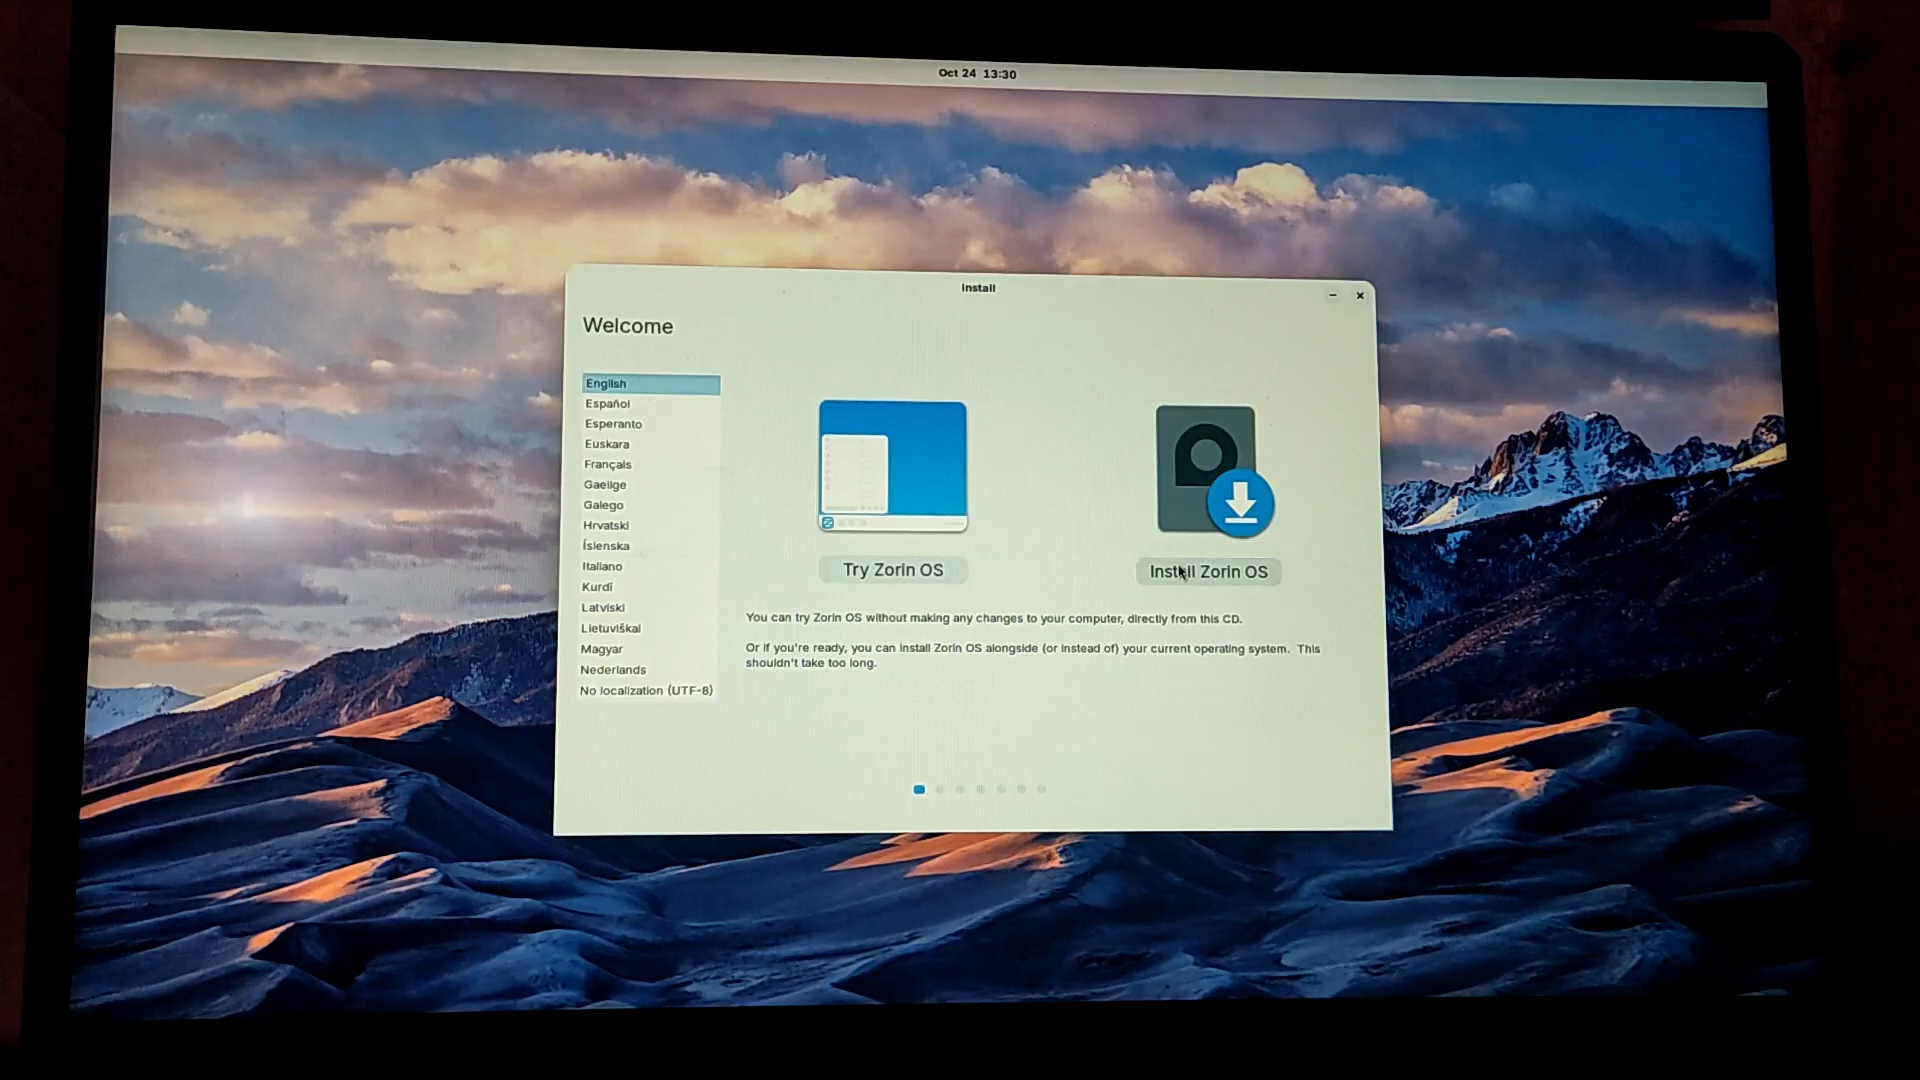 Oct 24 13:30
Install
Welcome
English
Español
Esperanto
Euskara
Français
Gaeilge
Galego
Hrvatski
Íslenska
Italiano
Kurdî
Latviski
Lietuviškai
Magyar
Nederlands
No localization (UTF-8)
Try Zorin OS
Install Zorin OS
You can try Zorin OS without making any changes to your computer, directly from this CD.
Or if you're ready, you can install Zorin OS alongside (or instead of) your current operating system. This
shouldn't take too long.